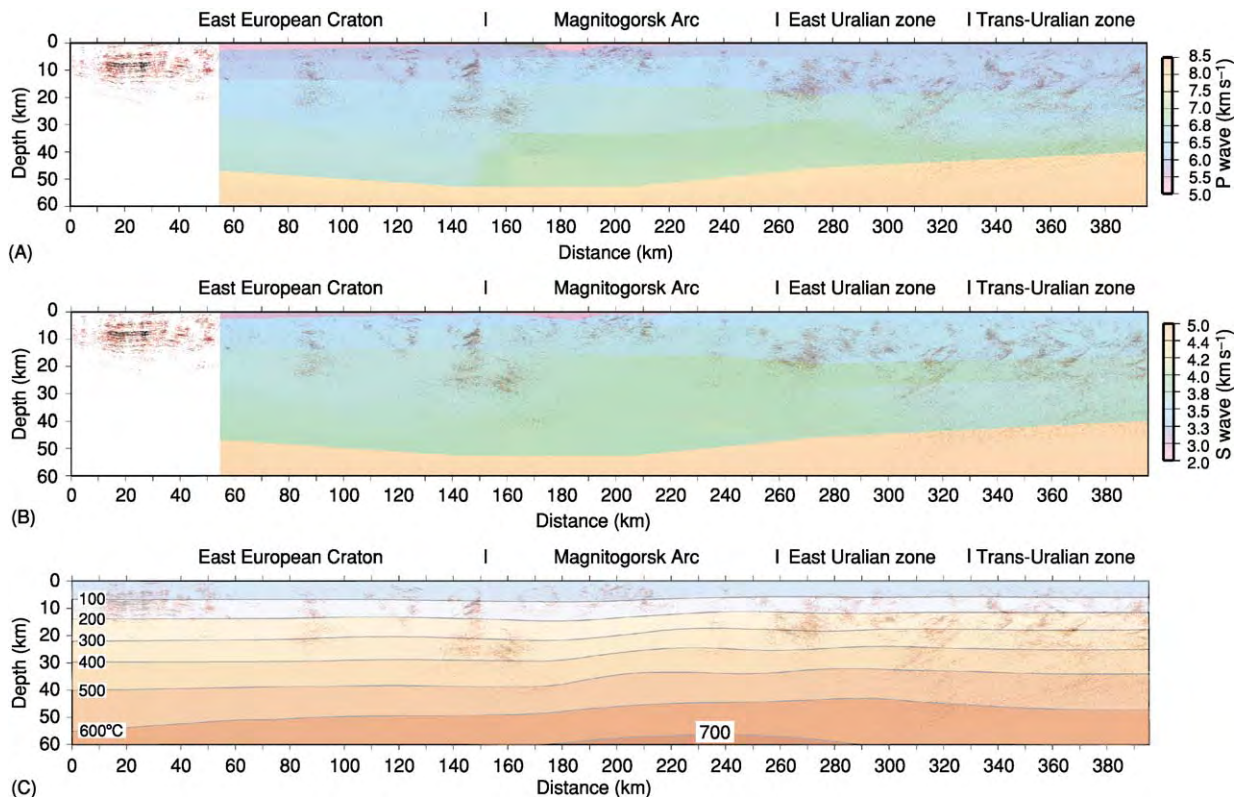 East European Craton I Magnitogorsk Arc I East Uralian zone I Trans-Uralian zone
0
10
20
30
40
50
60
Depth (km)
8.5
8.0
7.5
7.0
6.8
6.5
6.0
5.5
5.0
P wave (km s⁻¹)
0 20 40 60 80 100 120 140 160 180 200 220 240 260 280 300 320 340 360 380
(A)
Distance (km)
East European Craton I Magnitogorsk Arc I East Uralian zone I Trans-Uralian zone
0
10
20
30
40
50
60
Depth (km)
5.0
4.4
4.2
4.0
3.8
3.5
3.3
2.0
S wave (km s⁻¹)
0 20 40 60 80 100 120 140 160 180 200 220 240 260 280 300 320 340 360 380
(B)
Distance (km)
East European Craton I Magnitogorsk Arc I East Uralian zone I Trans-Uralian zone
0
10
20
30
40
50
60
Depth (km)
100
200
300
400
500
600°C
700
0 20 40 60 80 100 120 140 160 180 200 220 240 260 280 300 320 340 360 380
(C)
Distance (km)